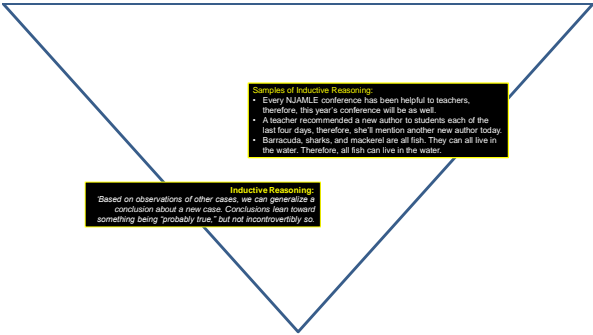 Samples of Inductive Reasoning:
• Every NJAMLE conference has been helpful to teachers,
therefore, this year's conference will be as well.
• A teacher recommended a new author to students each of the
last four days, therefore, she'll mention another new author today.
• Barracuda, sharks, and mackerel are all fish. They can all live in
the water. Therefore, all fish can live in the water.
Inductive Reasoning:
'Based on observations of other cases, we can generalize a
conclusion about a new case. Conclusions lean toward
something being "probably true," but not incontrovertibly so.